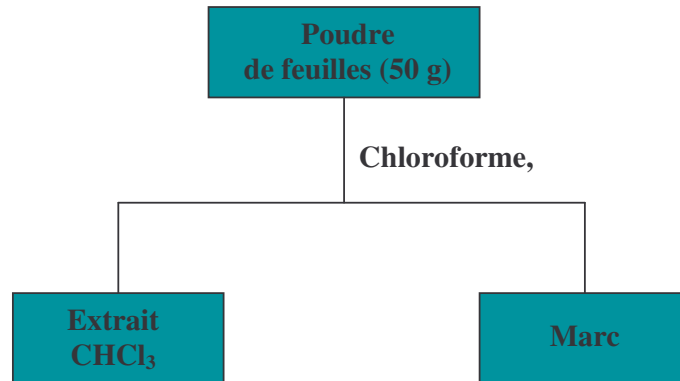 Poudre
de feuilles (50 g)
Chloroforme,
Extrait
CHCl₃
Marc